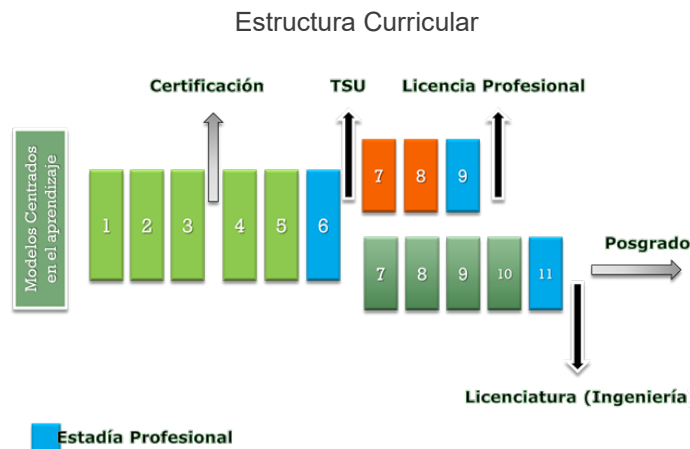 Estructura Curricular
Certificación
TSU
Licencia Profesional
Modelos Centrados
en el aprendizaje
1 2 3 4 5 6
7 8 9
7 8 9 10 11
Posgrado
Licenciatura (Ingeniería
Estadía Profesional